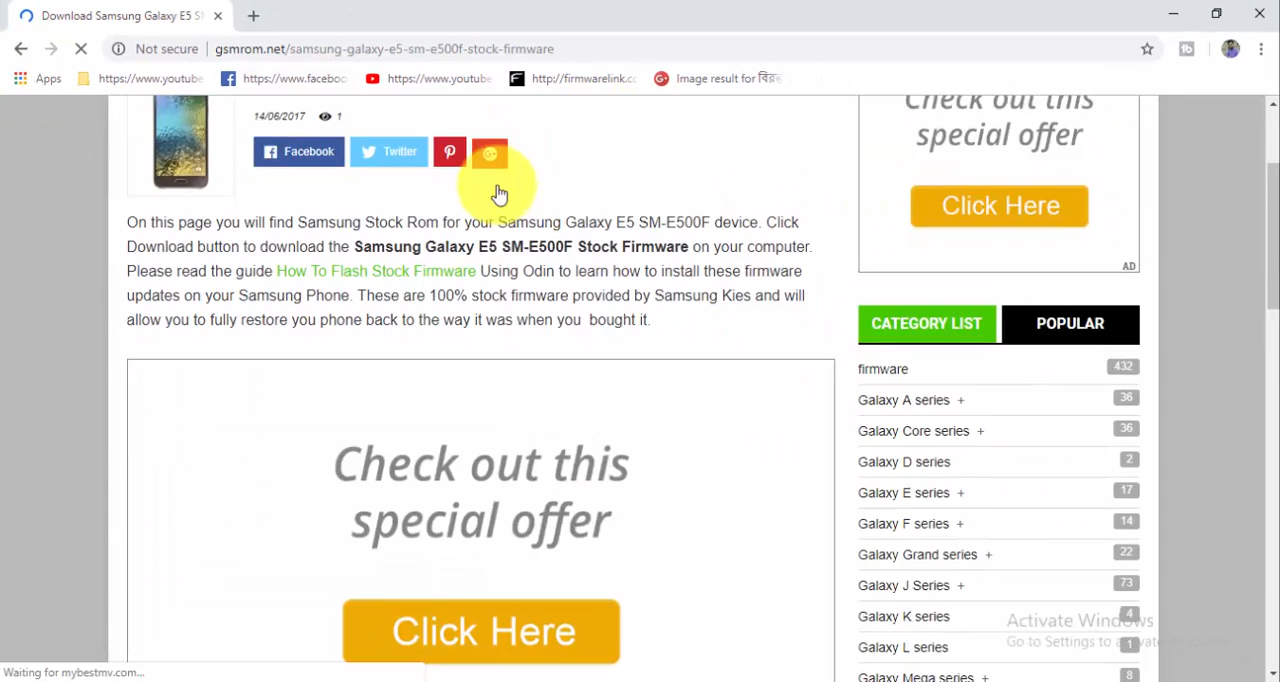 Download Samsung Galaxy E5 S
Not secure | gsmrom.net/samsung-galaxy-e5-sm-e500f-stock-firmware
Apps https://www.youtube https://www.faceboo https://www.youtube http://firmwarelink.cc Image result for বির
14/06/2017 1
Facebook Twitter
On this page you will find Samsung Stock Rom for your Samsung Galaxy E5 SM-E500F device. Click
Download button to download the Samsung Galaxy E5 SM-E500F Stock Firmware on your computer.
Please read the guide How To Flash Stock Firmware Using Odin to learn how to install these firmware
updates on your Samsung Phone. These are 100% stock firmware provided by Samsung Kies and will
allow you to fully restore you phone back to the way it was when you bought it.
Check out this
special offer
Click Here
Check out this
special offer
Click Here
AD
CATEGORY LIST POPULAR
firmware 432
Galaxy A series + 36
Galaxy Core series + 36
Galaxy D series 2
Galaxy E series + 17
Galaxy F series + 14
Galaxy Grand series + 22
Galaxy J Series + 73
Galaxy K series 4
Galaxy L series 1
Galaxy Mega series + 8
Activate Windows
Go to Settings to activate
Waiting for mybestmv.com...